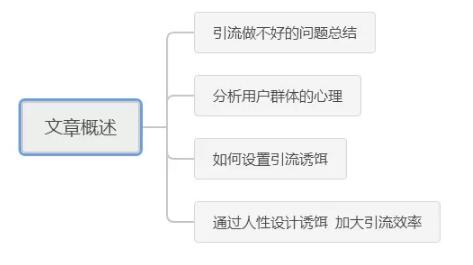 文章概述
引流做不好的问题总结
分析用户群体的心理
如何设置引流诱饵
通过人性设计诱饵 加大引流效率